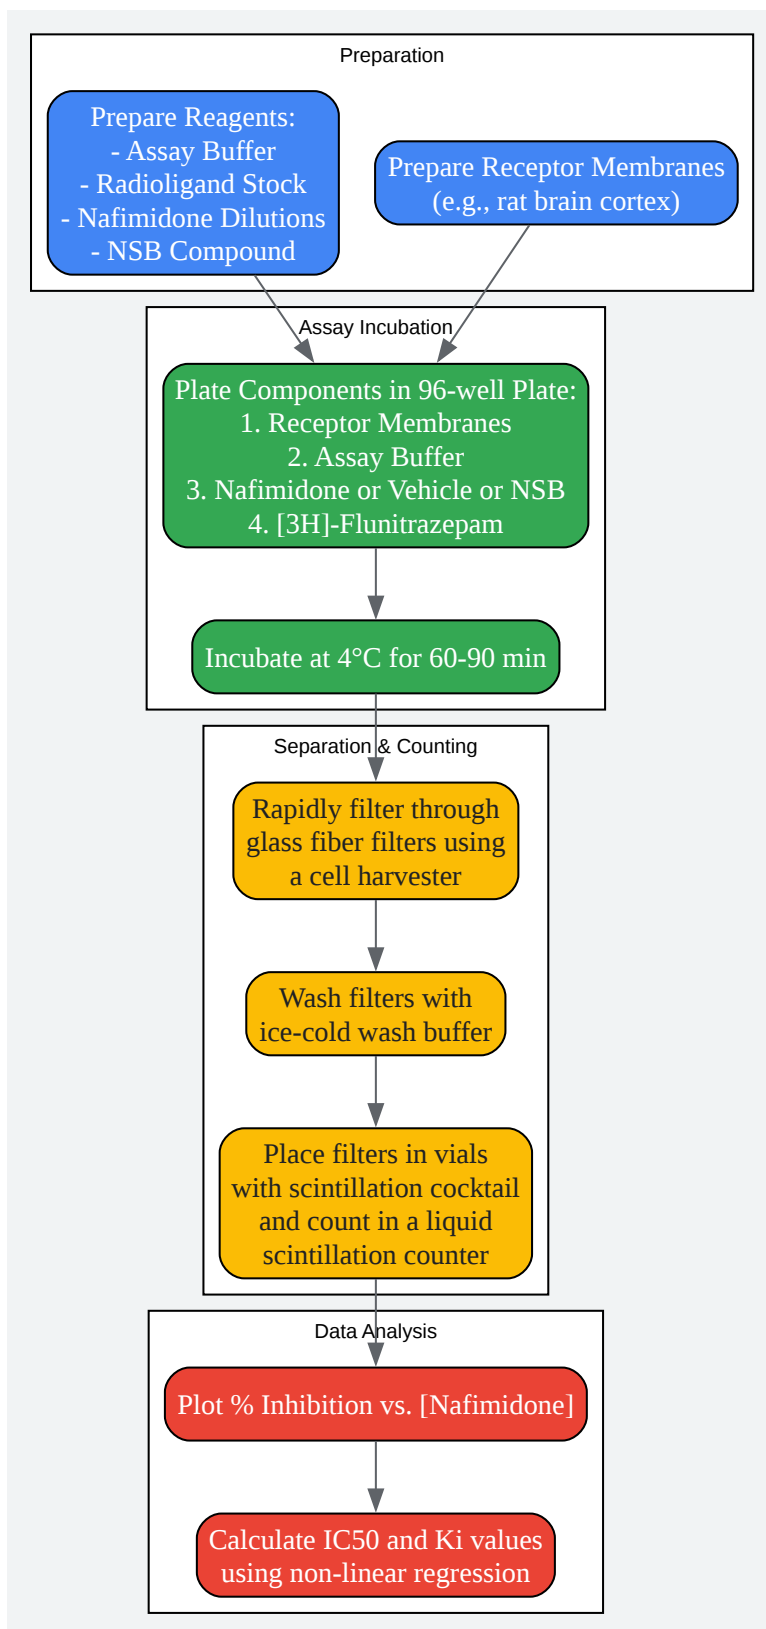 Preparation
Prepare Reagents:
- Assay Buffer
- Radioligand Stock
- Nafimidone Dilutions
- NSB Compound
Prepare Receptor Membranes
(e.g., rat brain cortex)
Assay Incubation
Plate Components in 96-well Plate:
1. Receptor Membranes
2. Assay Buffer
3. Nafimidone or Vehicle or NSB
4. [3H]-Flunitrazepam
Incubate at 4°C for 60-90 min
Separation & Counting
Rapidly filter through
glass fiber filters using
a cell harvester
Wash filters with
ice-cold wash buffer
Place filters in vials
with scintillation cocktail
and count in a liquid
scintillation counter
Data Analysis
Plot % Inhibition vs. [Nafimidone]
Calculate IC50 and Ki values
using non-linear regression